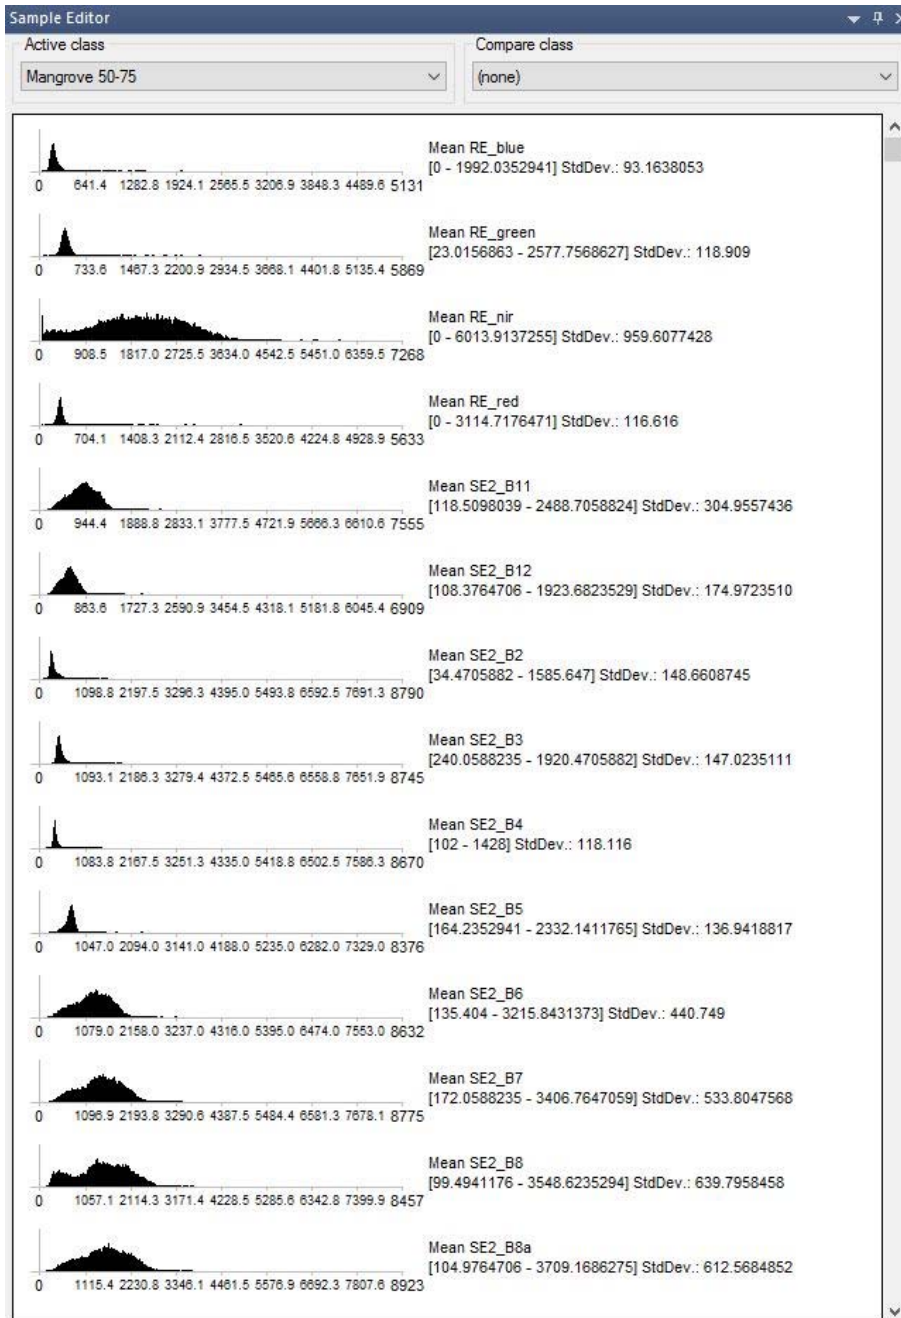 Sample Editor
Active class
Compare class
Mangrove 50-75
(none)
Mean RE_blue
[0 - 1992.0352941] StdDev.: 93.1638053
0 641.4 1282.8 1924.1 2565.5 3206.9 3848.3 4489.6 5131
Mean RE_green
[23.0156863 - 2577.7568627] StdDev.: 118.909
0 733.6 1467.3 2200.9 2934.5 3668.1 4401.8 5135.4 5869
Mean RE_nir
[0 - 6013.9137255] StdDev.: 959.6077428
0 908.5 1817.0 2725.5 3634.0 4542.5 5451.0 6359.5 7268
Mean RE_red
[0 - 3114.7176471] StdDev.: 116.616
0 704.1 1408.3 2112.4 2816.5 3520.6 4224.8 4928.9 5633
Mean SE2_B11
[118.5098039 - 2488.7058824] StdDev.: 304.9557436
0 944.4 1888.8 2833.1 3777.5 4721.9 5666.3 6610.6 7555
Mean SE2_B12
[108.3764706 - 1923.6823529] StdDev.: 174.9723510
0 863.6 1727.3 2590.9 3454.5 4318.1 5181.8 6045.4 6909
Mean SE2_B2
[34.4705882 - 1585.647] StdDev.: 148.6608745
0 1098.8 2197.5 3296.3 4395.0 5493.8 6592.5 7691.3 8790
Mean SE2_B3
[240.0588235 - 1920.4705882] StdDev.: 147.0235111
0 1093.1 2186.3 3279.4 4372.5 5465.6 6558.8 7651.9 8745
Mean SE2_B4
[102 - 1428] StdDev.: 118.116
0 1083.8 2167.5 3251.3 4335.0 5418.8 6502.5 7586.3 8670
Mean SE2_B5
[164.2352941 - 2332.1411765] StdDev.: 136.9418817
0 1047.0 2094.0 3141.0 4188.0 5235.0 6282.0 7329.0 8376
Mean SE2_B6
[135.404 - 3215.8431373] StdDev.: 440.749
0 1079.0 2158.0 3237.0 4316.0 5395.0 6474.0 7553.0 8632
Mean SE2_B7
[172.0588235 - 3406.7647059] StdDev.: 533.8047568
0 1096.9 2193.8 3290.6 4387.5 5484.4 6581.3 7678.1 8775
Mean SE2_B8
[99.4941176 - 3548.6235294] StdDev.: 639.7958458
0 1057.1 2114.3 3171.4 4228.5 5285.6 6342.8 7399.9 8457
Mean SE2_B8a
[104.9764706 - 3709.1686275] StdDev.: 612.5684852
0 1115.4 2230.8 3346.1 4461.5 5576.9 6692.3 7807.6 8923